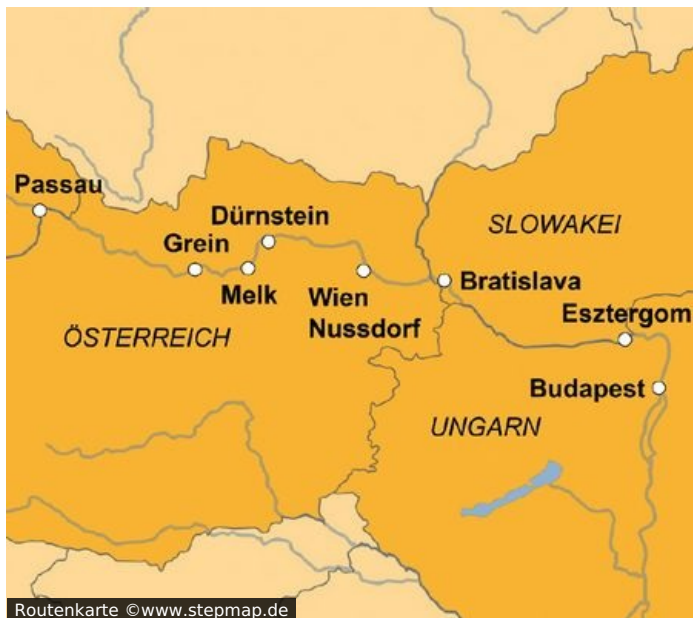 Passau
Dürnstein
SLOWAKEI
Grein
Melk
Wien
Nussdorf
Bratislava
Esztergom
ÖSTERREICH
Budapest
UNGARN
Routenkarte ©www.stepmap.de